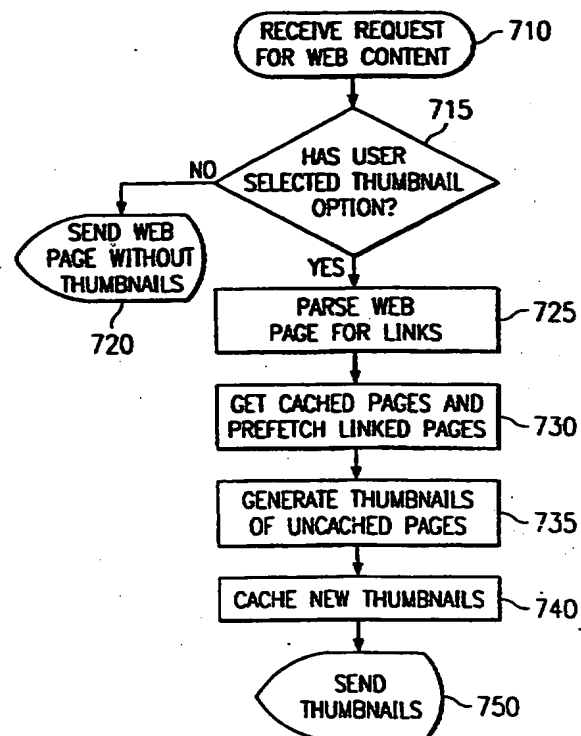 RECEIVE REQUEST
FOR WEB CONTENT
710
715
HAS USER
SELECTED THUMBNAIL
OPTION?
NO
SEND WEB
PAGE WITHOUT
THUMBNAILS
720
YES
PARSE WEB
PAGE FOR LINKS
725
GET CACHED PAGES AND
PREFETCH LINKED PAGES
730
GENERATE THUMBNAILS
OF UNCACHED PAGES
735
CACHE NEW THUMBNAILS
740
SEND
THUMBNAILS
750